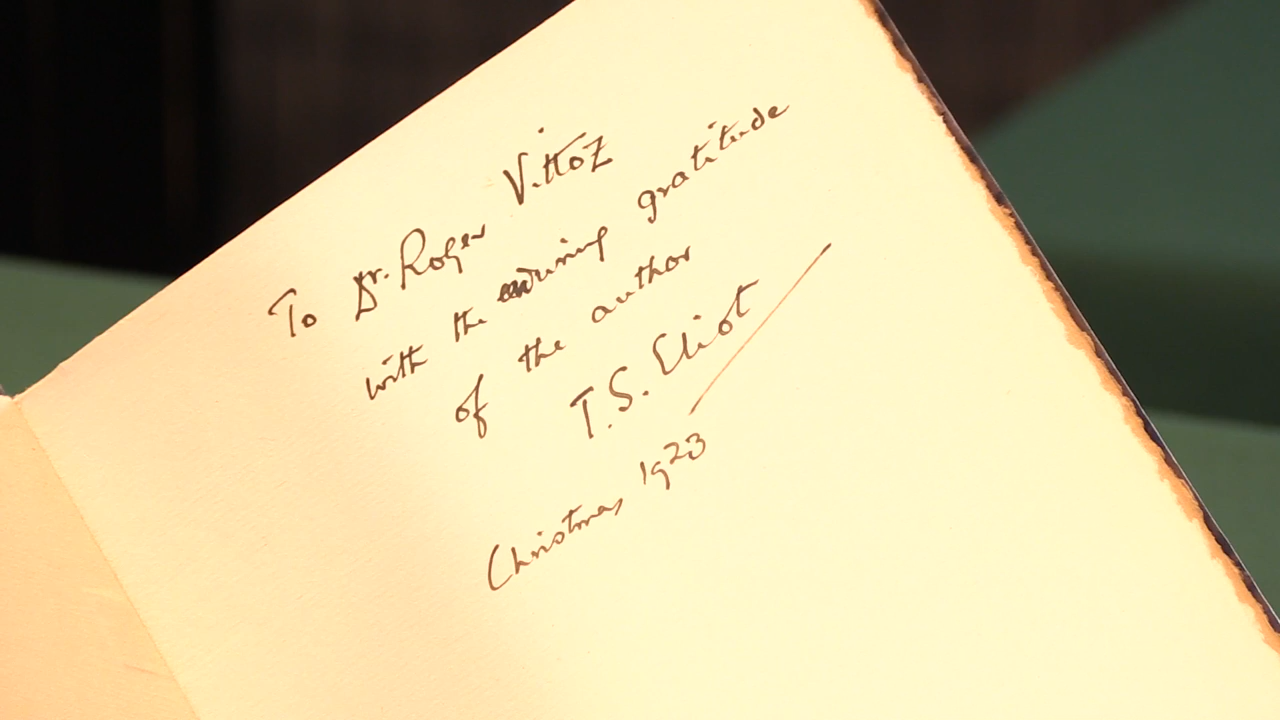 To Dr. Roger Vittoz
with the enduring gratitude
of the author
T.S. Eliot
Christmas 1923